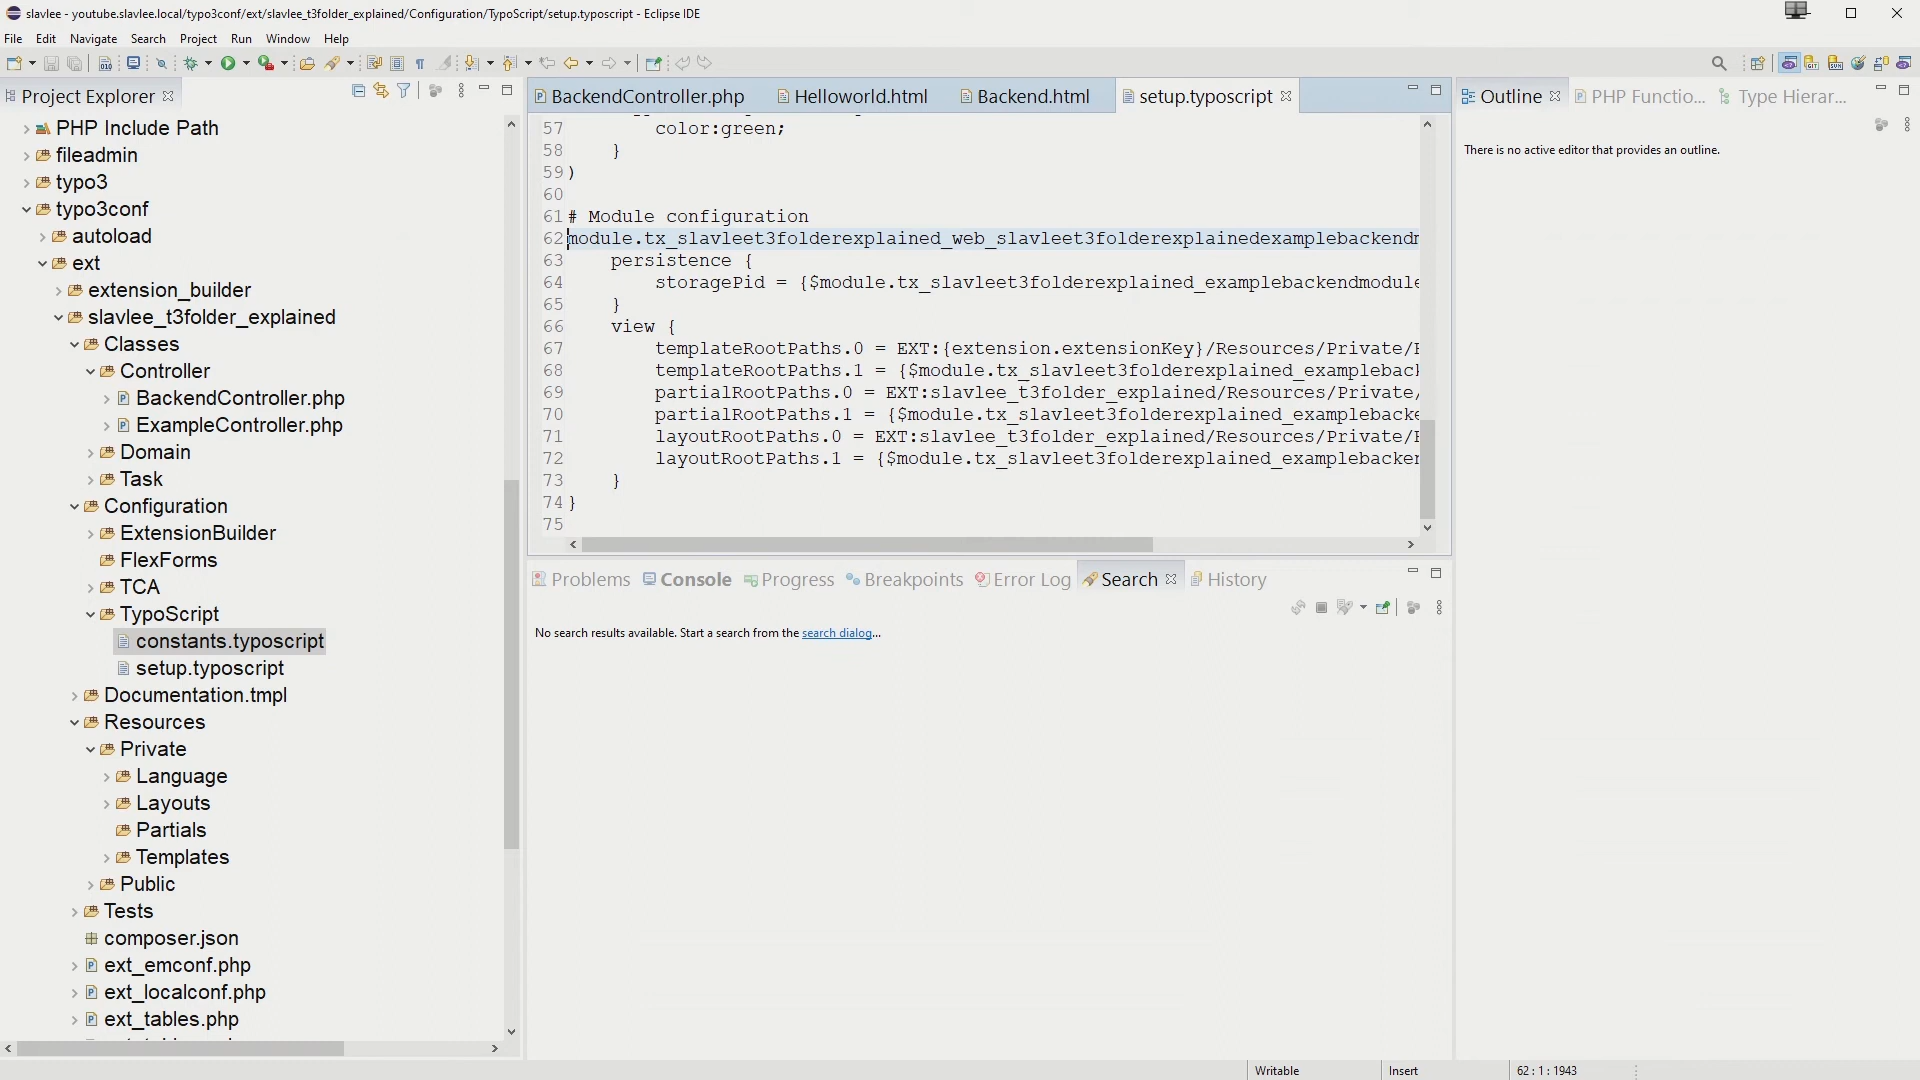 slavlee - youtube.slavlee.local/typo3conf/ext/slavlee_t3folder_explained/Configuration/TypoScript/setup.typoscript - Eclipse IDE
File Edit Navigate Search Project Run Window Help
Project Explorer
PHP Include Path
fileadmin
typo3
typo3conf
autoload
ext
extension_builder
slavlee_t3folder_explained
Classes
Controller
BackendController.php
ExampleController.php
Domain
Task
Configuration
ExtensionBuilder
FlexForms
TCA
TypoScript
constants.typoscript
setup.typoscript
Documentation.tmpl
Resources
Private
Language
Layouts
Partials
Templates
Public
Tests
composer.json
ext_emconf.php
ext_localconf.php
ext_tables.php
BackendController.php Helloworld.html Backend.html setup.typoscript
57 color:green;
58 }
59 )
60
61 # Module configuration
62 module.tx_slavleet3folderexplained_web_slavleet3folderexplainedexamplebackend
63 persistence {
64 storagePid = {$module.tx_slavleet3folderexplained_examplebackendmodule
65 }
66 view {
67 templateRootPaths.0 = EXT:{extension.extensionKey}/Resources/Private/
68 templateRootPaths.1 = {$module.tx_slavleet3folderexplained_exampleback
69 partialRootPaths.0 = EXT:slavlee_t3folder_explained/Resources/Private/
70 partialRootPaths.1 = {$module.tx_slavleet3folderexplained_examplebacke
71 layoutRootPaths.0 = EXT:slavlee_t3folder_explained/Resources/Private/
72 layoutRootPaths.1 = {$module.tx_slavleet3folderexplained_examplebacke
73 }
74 }
75
Problems Console Progress Breakpoints Error Log Search History
No search results available. Start a search from the search dialog...
Outline PHP Functio... Type Hierar...
There is no active editor that provides an outline.
Writable Insert 62 : 1 : 1943